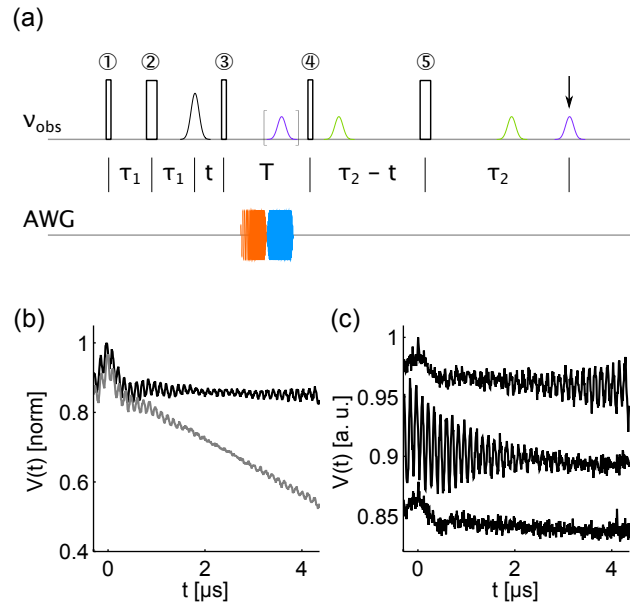 (a)
① ② ③ ④ ⑤
νobs
τ1 τ1 t T τ2 − t τ2
AWG
(b)
(c)
V(t) [norm]
1
0.8
0.6
0.4
0 2 4
t [μs]
V(t) [a. u.]
1
0.95
0.9
0.85
0 2 4
t [μs]